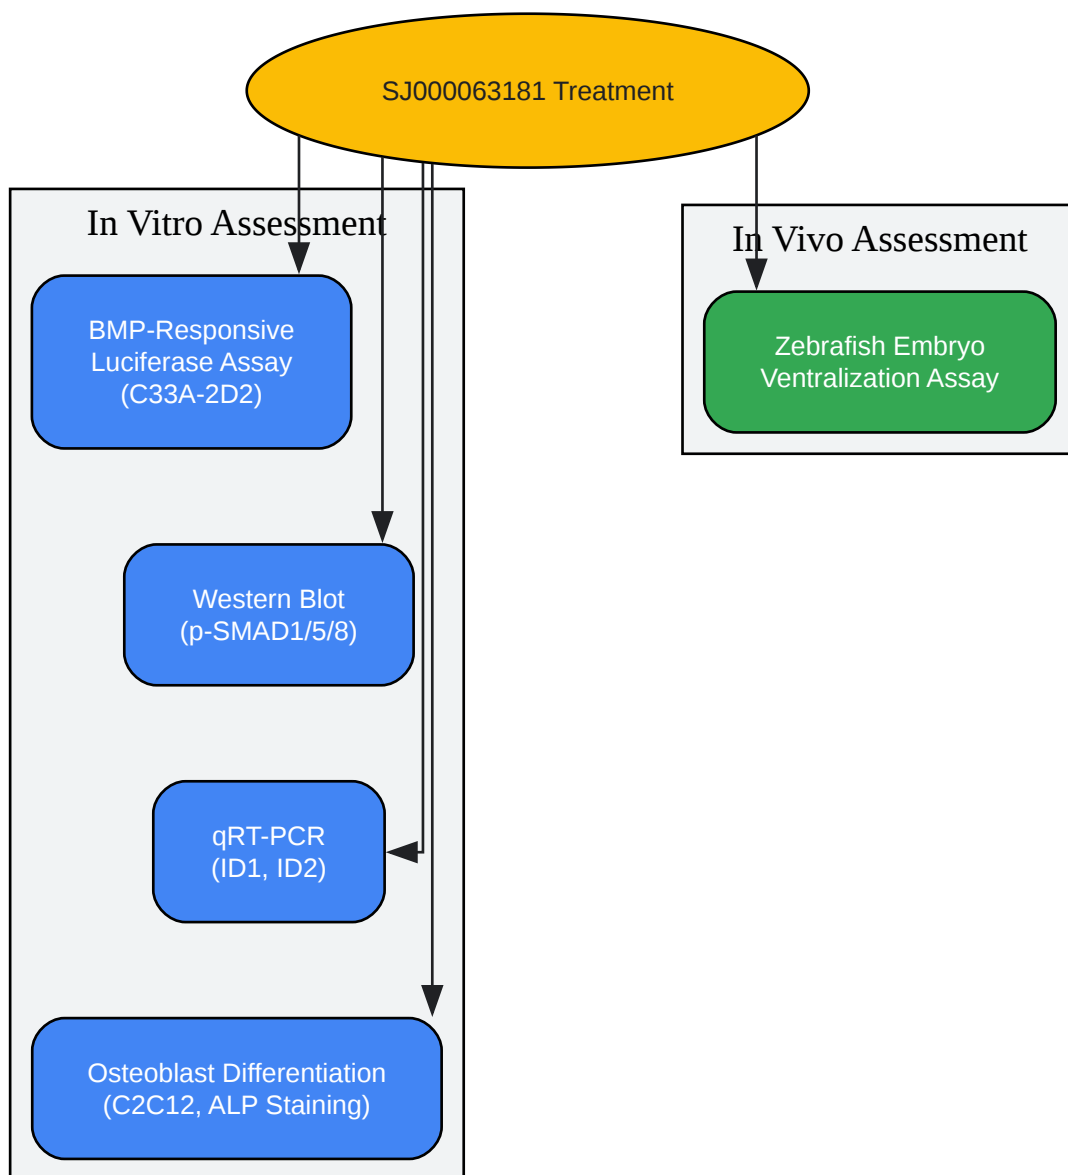 SJ000063181 Treatment
In Vitro Assessment
BMP-Responsive
Luciferase Assay
(C33A-2D2)
Western Blot
(p-SMAD1/5/8)
qRT-PCR
(ID1, ID2)
Osteoblast Differentiation
(C2C12, ALP Staining)
In Vivo Assessment
Zebrafish Embryo
Ventralization Assay